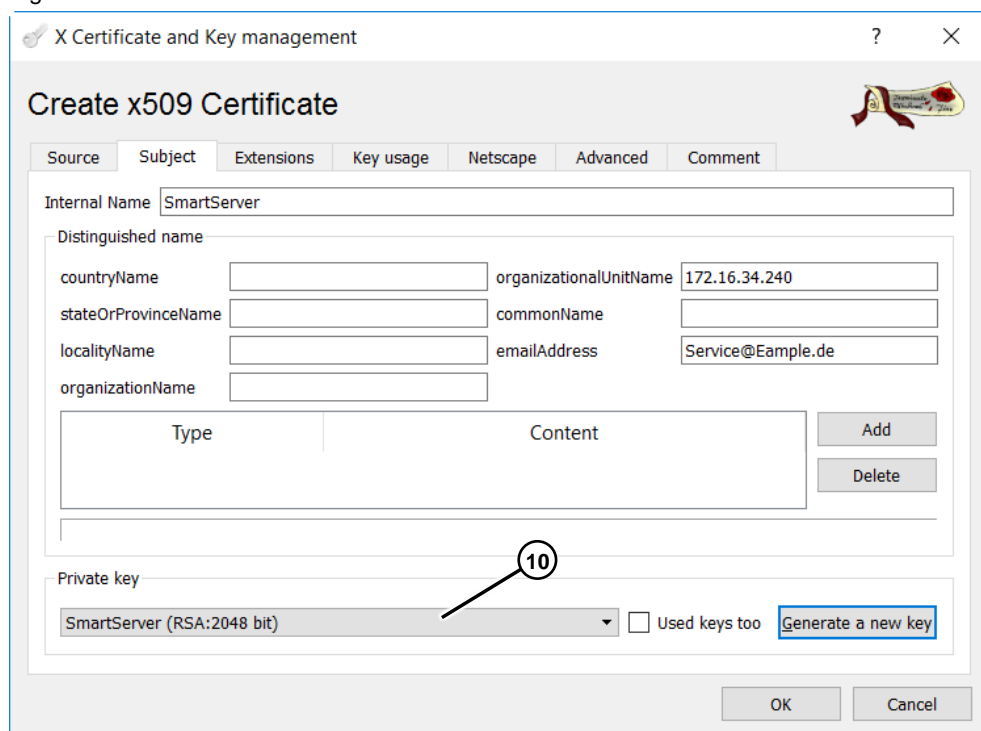 X Certificate and Key management ?
Create x509 Certificate
Source Subject Extensions Key usage Netscape Advanced Comment
Internal Name SmartServer
Distinguished name
countryName organizationalUnitName 172.16.34.240
stateOrProvinceName commonName
localityName emailAddress Service@Eample.de
organizationName
Type Content Add
Delete
10
Private key
SmartServer (RSA:2048 bit) Used keys too Generate a new key
OK Cancel